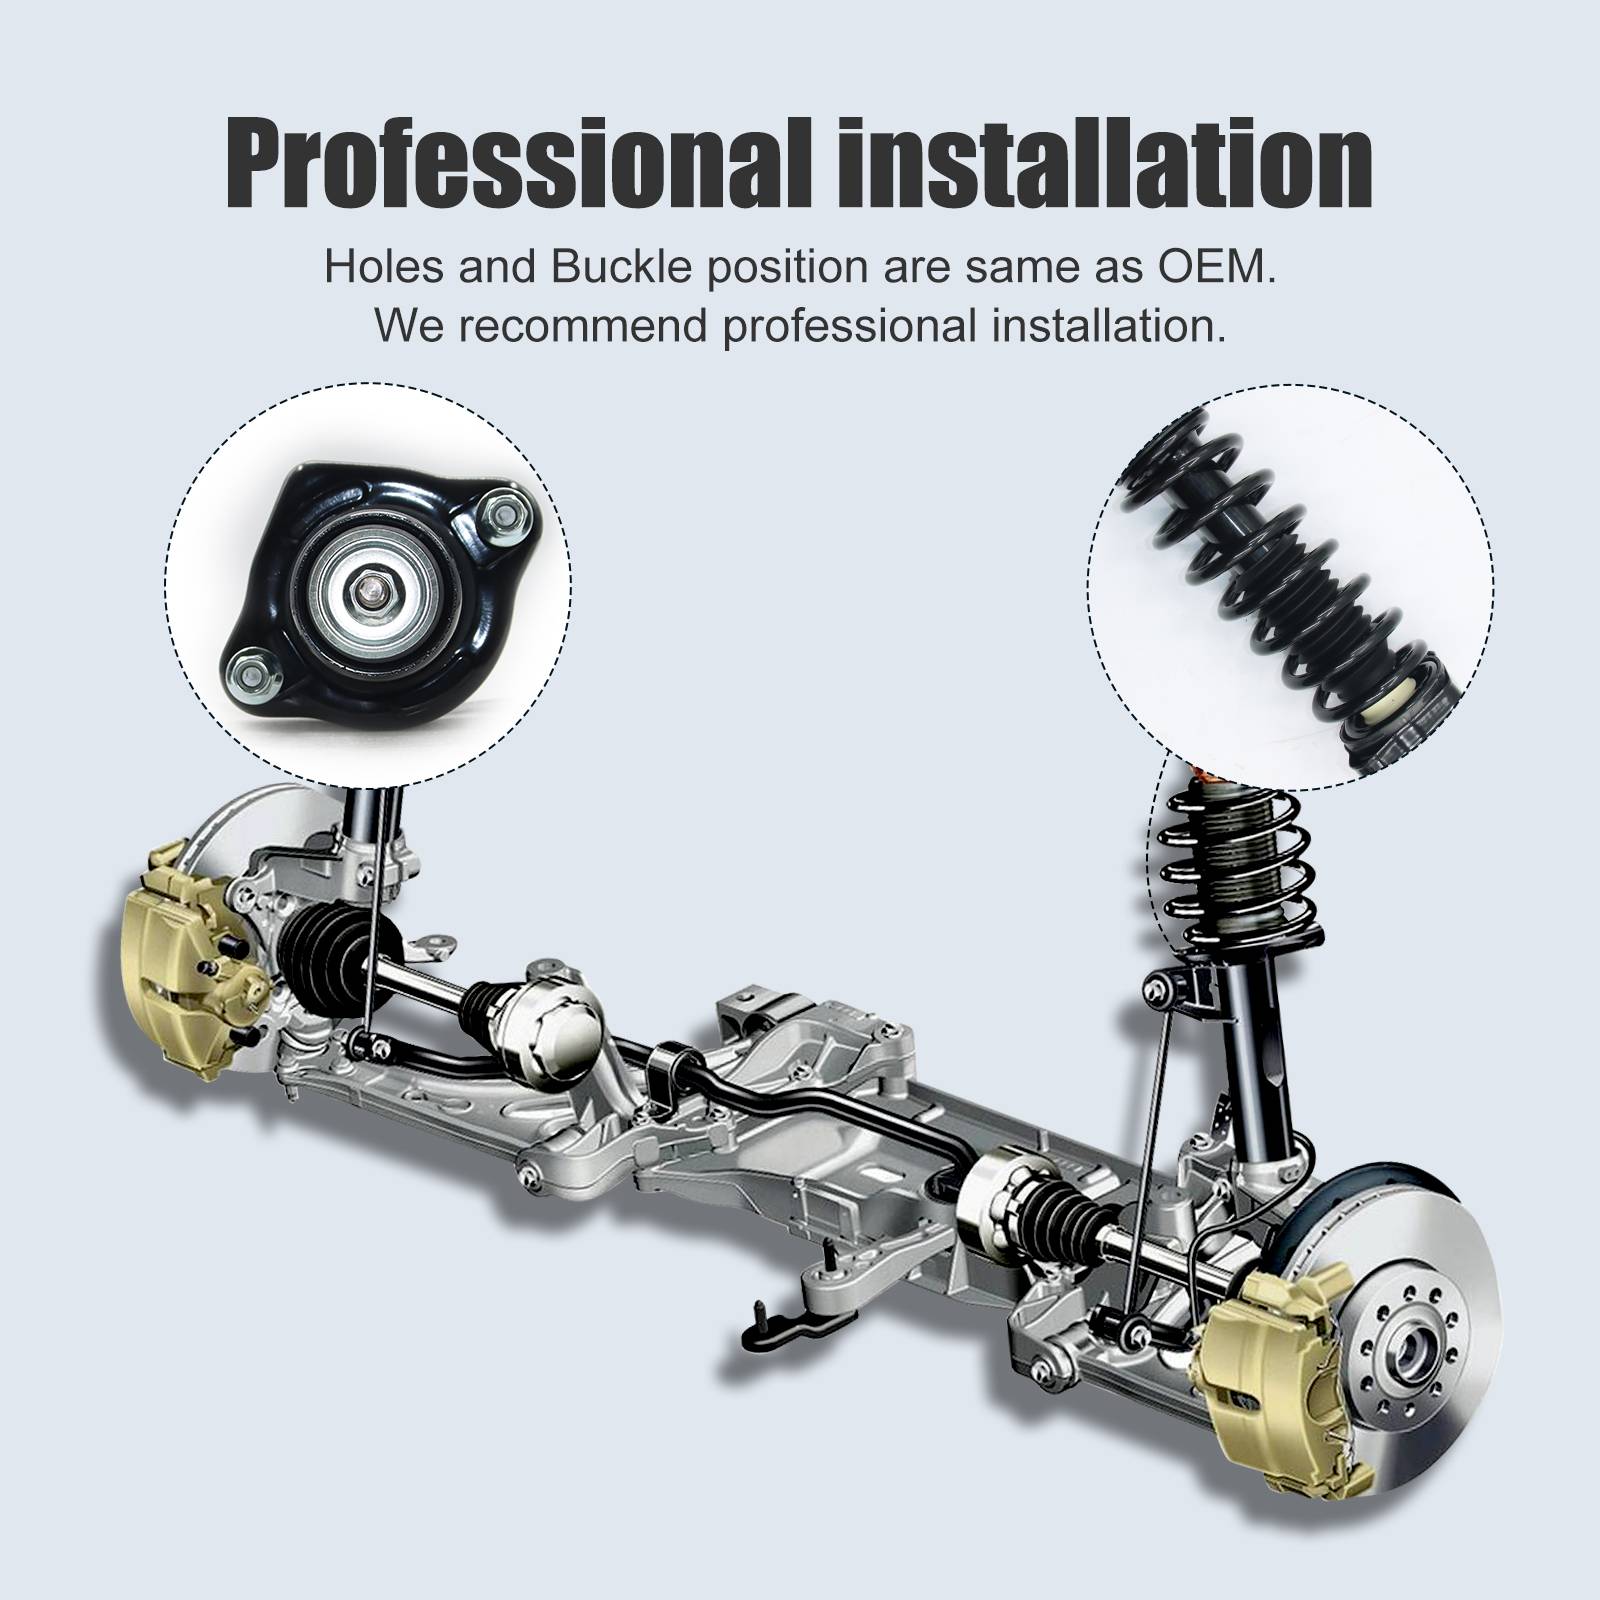 Professional installation
Holes and Buckle position are same as OEM.
We recommend professional installation.